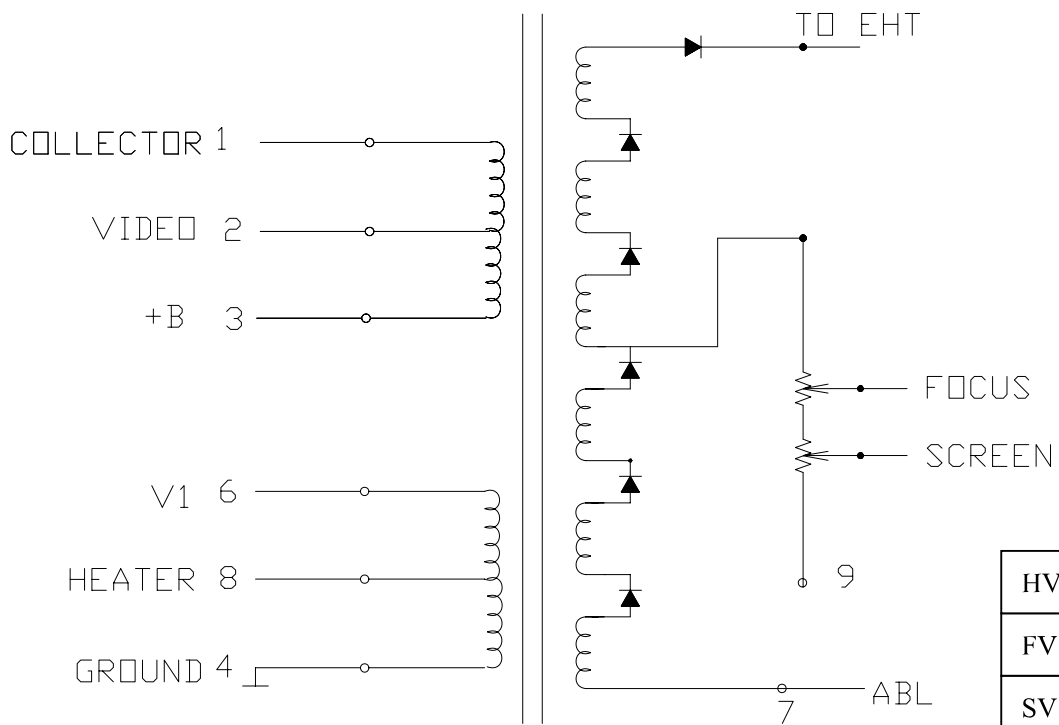 TO EHT
COLLECTOR 1
VIDEO 2
+B 3
FOCUS
SCREEN
V1 6
HEATER 8
9
GROUND 4
ABL
7
HV
FV
SV